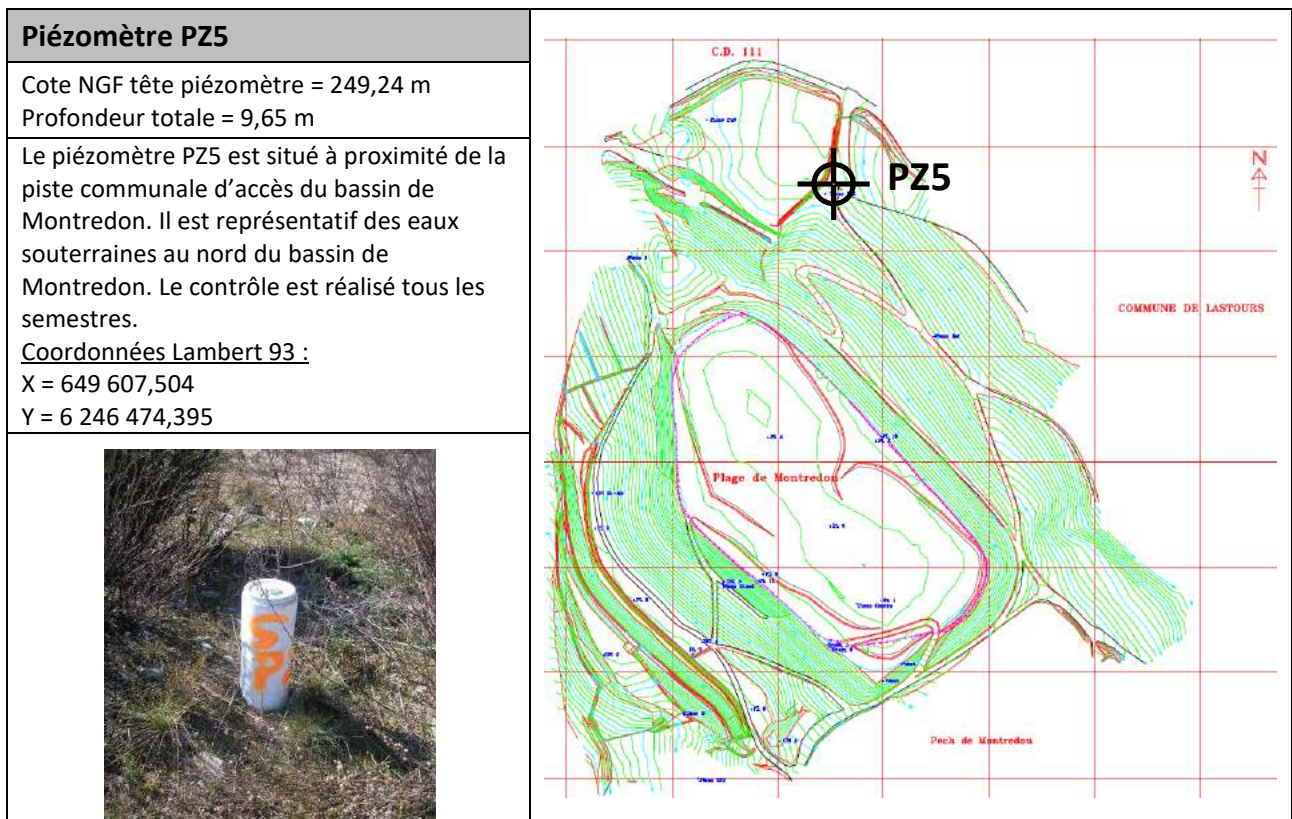 Piézomètre PZ5
Cote NGF tête piézomètre = 249,24 m
Profondeur totale = 9,65 m
Le piézomètre PZ5 est situé à proximité de la
piste communale d’accès du bassin de
Montredon. Il est représentatif des eaux
souterraines au nord du bassin de
Montredon. Le contrôle est réalisé tous les
semestres.
Coordonnées Lambert 93 :
X = 649 607,504
Y = 6 246 474,395
C.D. 111
PZ5
N
COMMUNE DE LASTOURS
Plage de Montredon
Pech de Montredon